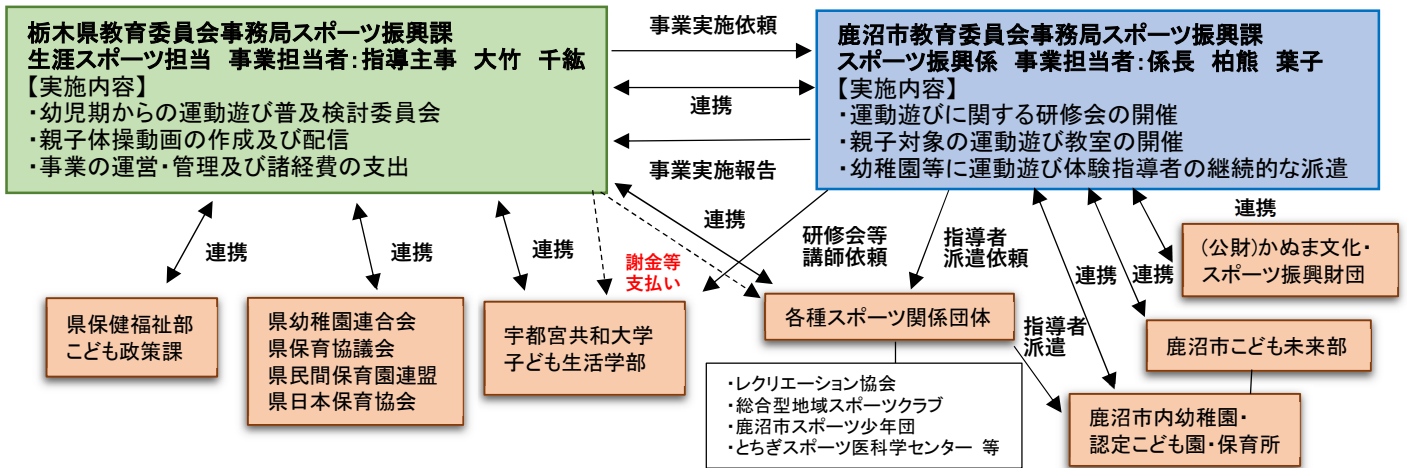 栃木県教育委員会事務局スポーツ振興課
生涯スポーツ担当　事業担当者：指導主事　大竹　千紘
【実施内容】
・幼児期からの運動遊び普及検討委員会
・親子体操動画の作成及び配信
・事業の運営・管理及び諸経費の支出
事業実施依頼
連携
事業実施報告
鹿沼市教育委員会事務局スポーツ振興課
スポーツ振興係　事業担当者：係長　柏熊　葉子
【実施内容】
・運動遊びに関する研修会の開催
・親子対象の運動遊び教室の開催
・幼稚園等に運動遊び体験指導者の継続的な派遣
連携
連携
連携
謝金等
支払い
連携
研修会等
講師依頼
指導者
派遣依頼
連携
連携
連携
県保健福祉部
こども政策課
県幼稚園連合会
県保育協議会
県民間保育園連盟
県日本保育協会
宇都宮共和大学
子ども生活学部
各種スポーツ関係団体
・レクリエーション協会
・総合型地域スポーツクラブ
・鹿沼市スポーツ少年団
・とちぎスポーツ医科学センター　等
指導者
派遣
(公財)かぬま文化・
スポーツ振興財団
鹿沼市こども未来部
鹿沼市内幼稚園・
認定こども園・保育所